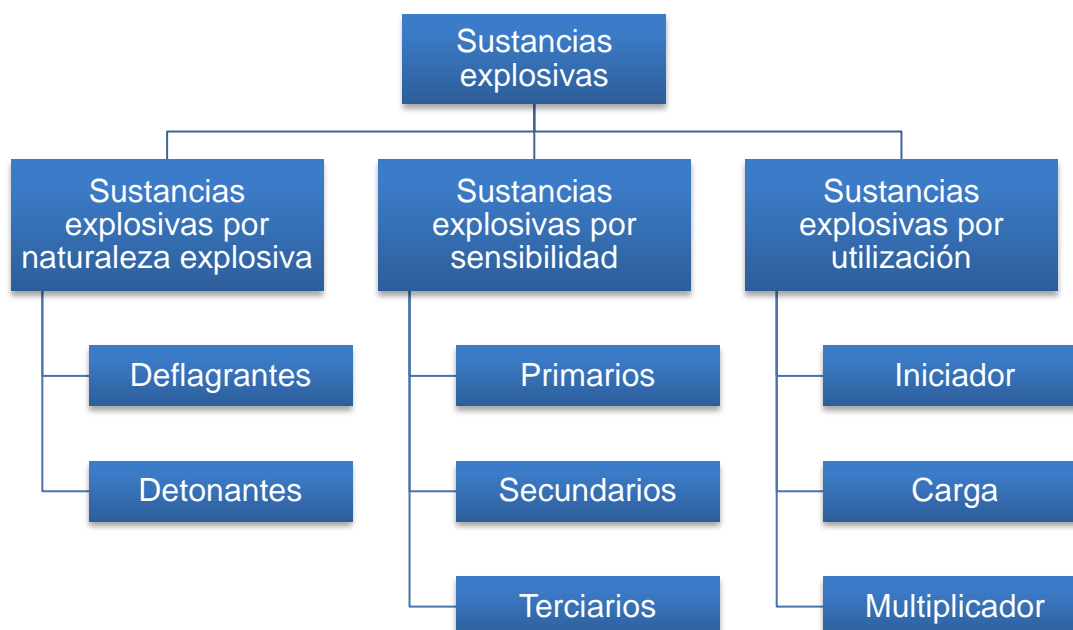 Sustancias
explosivas
Sustancias
explosivas por
naturaleza explosiva
Deflagrantes
Detonantes
Sustancias
explosivas por
sensibilidad
Primarios
Secundarios
Terciarios
Sustancias
explosivas por
utilización
Iniciador
Carga
Multiplicador